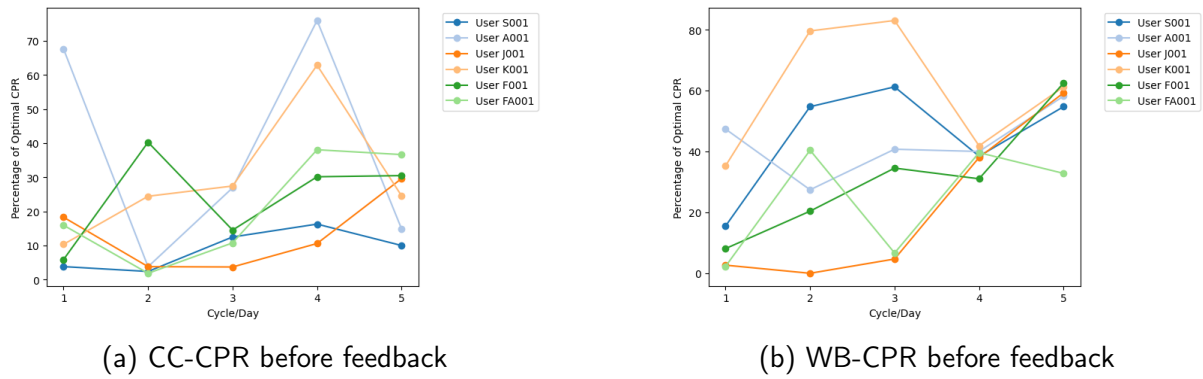 User S001
User A001
User J001
User K001
User F001
User FA001
70
60
50
40
30
20
10
0
Percentage of Optimal CPR
1 2 3 4 5
Cycle/Day
(a) CC-CPR before feedback
User S001
User A001
User J001
User K001
User F001
User FA001
80
60
40
20
0
Percentage of Optimal CPR
1 2 3 4 5
Cycle/Day
(b) WB-CPR before feedback